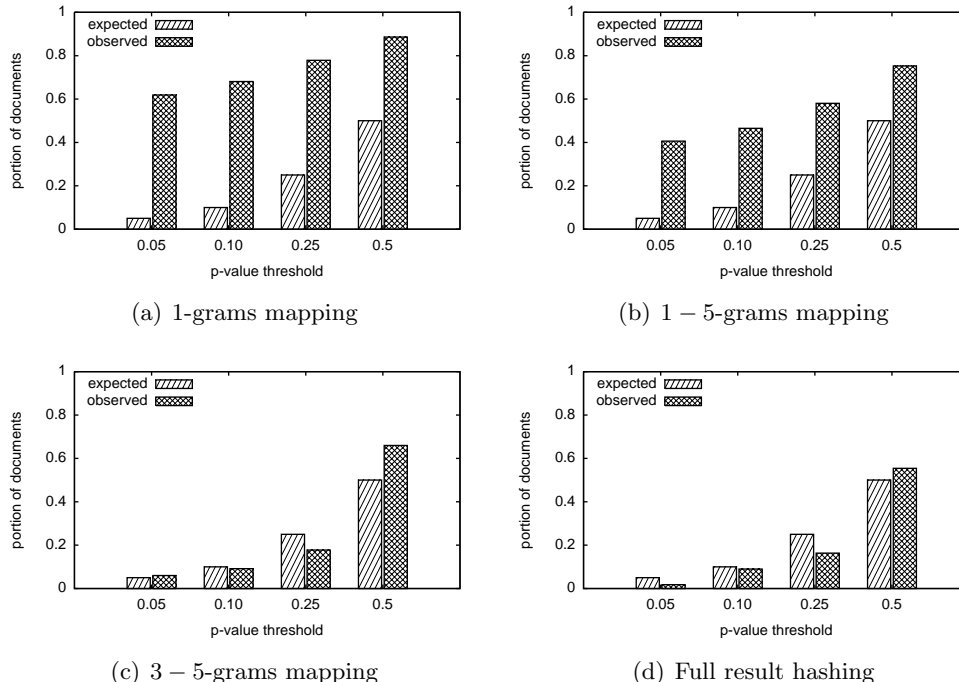 1
expected
observed
0.8
0.6
0.4
0.2
0
portion of documents
0.05 0.10 0.25 0.5
p-value threshold
(a) 1-grams mapping
1
expected
observed
0.8
0.6
0.4
0.2
0
portion of documents
0.05 0.10 0.25 0.5
p-value threshold
(b) 1 − 5-grams mapping
1
expected
observed
0.8
0.6
0.4
0.2
0
portion of documents
0.05 0.10 0.25 0.5
p-value threshold
(c) 3 − 5-grams mapping
1
expected
observed
0.8
0.6
0.4
0.2
0
portion of documents
0.05 0.10 0.25 0.5
p-value threshold
(d) Full result hashing